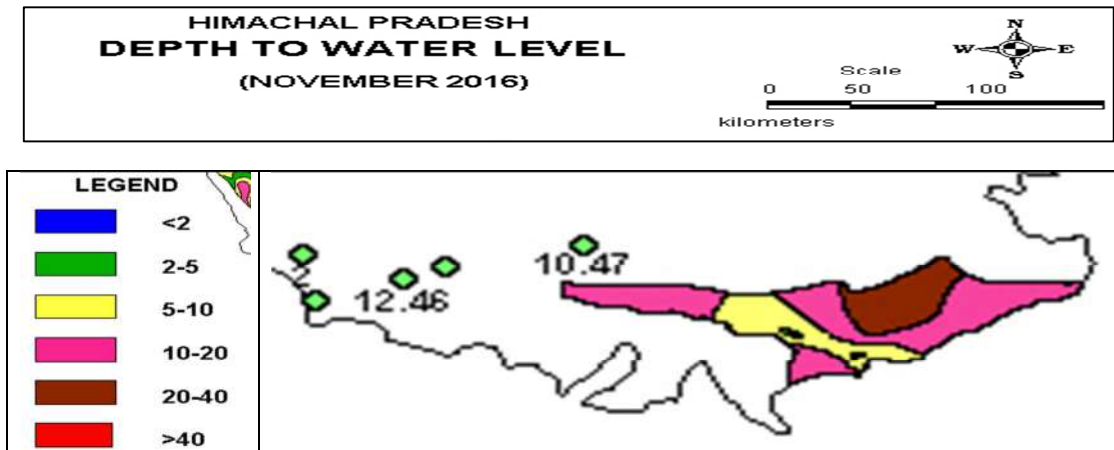 HIMACHAL PRADESH
DEPTH TO WATER LEVEL
(NOVEMBER 2016)
N
W E
S
Scale
0 50 100
kilometers
LEGEND
<2
2-5
5-10
10-20
20-40
>40
10.47
12.46